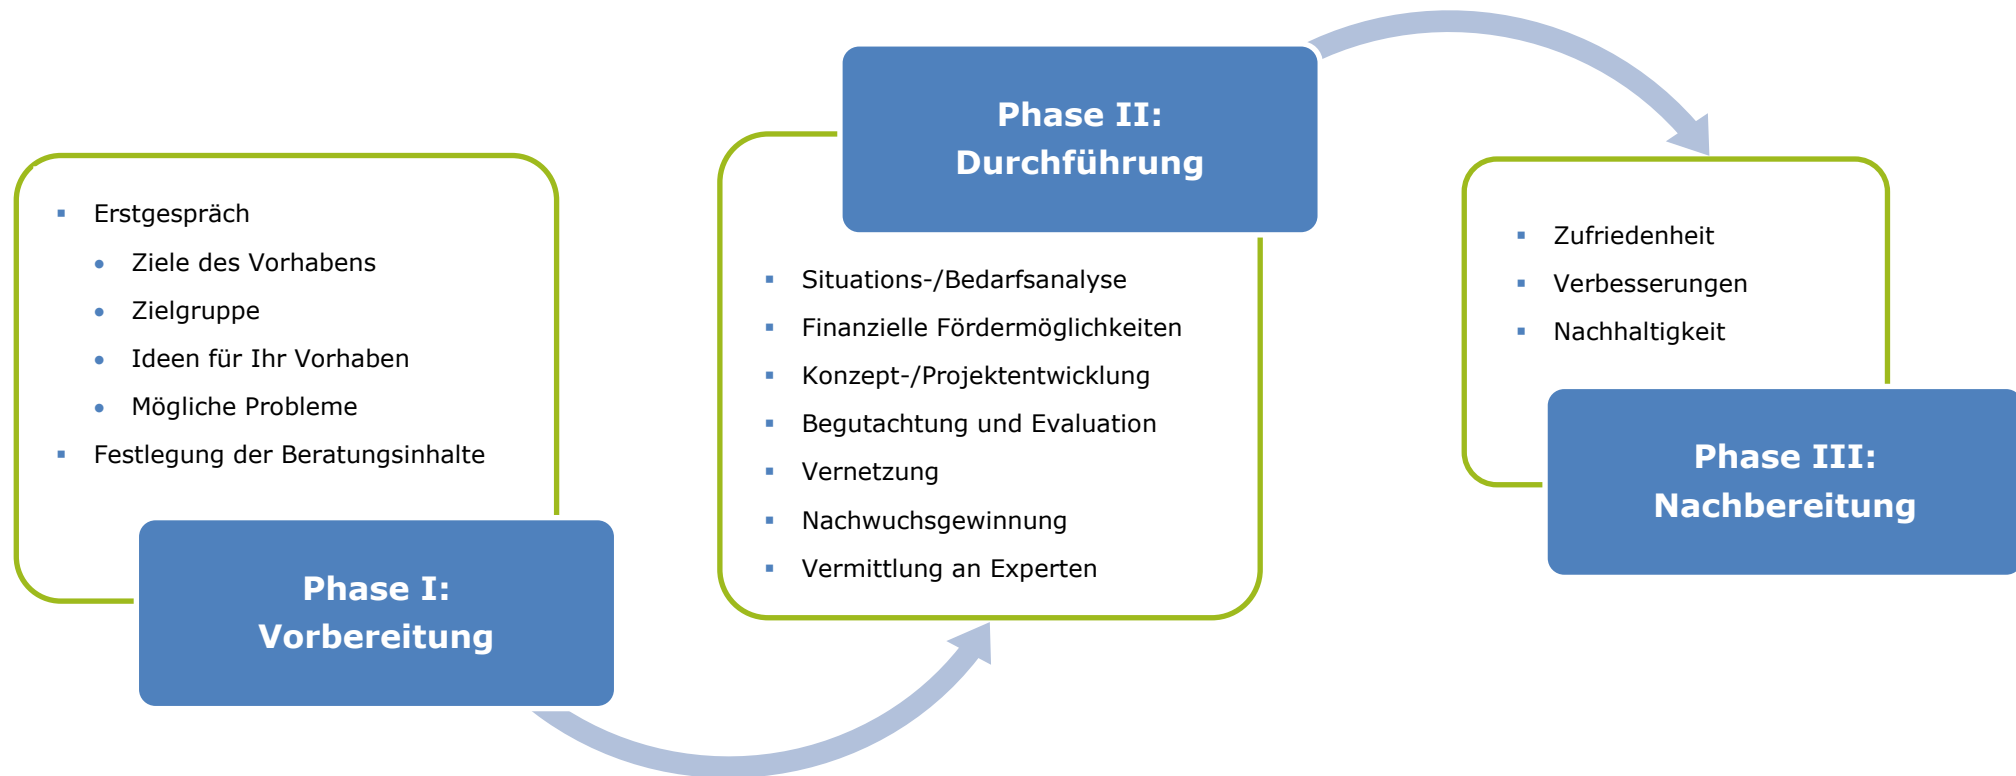 Erstgespräch
Ziele des Vorhabens
Zielgruppe
Ideen für Ihr Vorhaben
Mögliche Probleme
Festlegung der Beratungsinhalte
Phase I:
Vorbereitung
Phase II:
Durchführung
Situations-/Bedarfsanalyse
Finanzielle Fördermöglichkeiten
Konzept-/Projektentwicklung
Begutachtung und Evaluation
Vernetzung
Nachwuchsgewinnung
Vermittlung an Experten
Zufriedenheit
Verbesserungen
Nachhaltigkeit
Phase III:
Nachbereitung